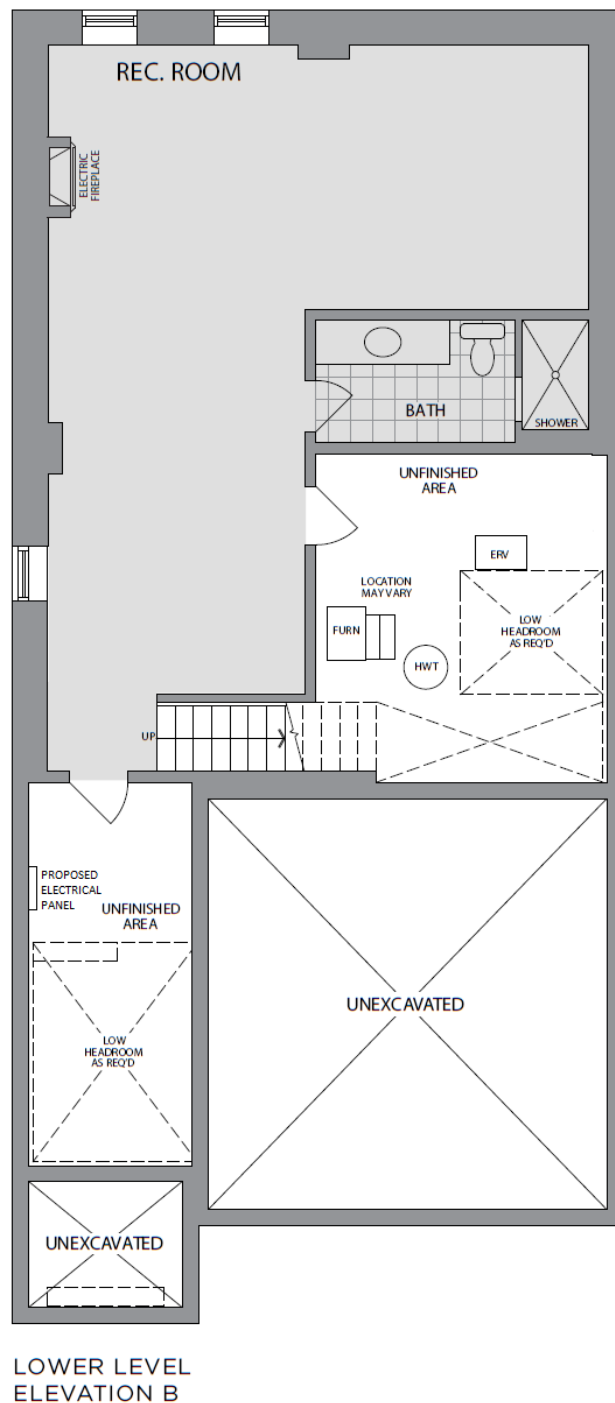 REC. ROOM
ELECTRIC
FIREPLACE
BATH
SHOWER
UNFINISHED
AREA
ERV
LOCATION
MAY VARY
FURN
HWT
LOW
HEADROOM
AS REQ'D
UP
PROPOSED
ELECTRICAL
PANEL
UNFINISHED
AREA
LOW
HEADROOM
AS REQ'D
UNEXCAVATED
UNEXCAVATED
LOWER LEVEL
ELEVATION B